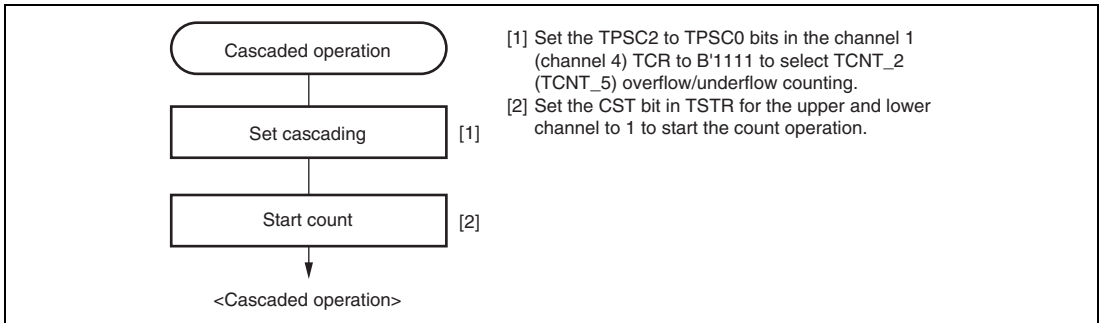 Cascaded operation
Set cascading
[1]
Start count
[2]
<Cascaded operation>
[1] Set the TPSC2 to TPSC0 bits in the channel 1
(channel 4) TCR to B'1111 to select TCNT_2
(TCNT_5) overflow/underflow counting.
[2] Set the CST bit in TSTR for the upper and lower
channel to 1 to start the count operation.